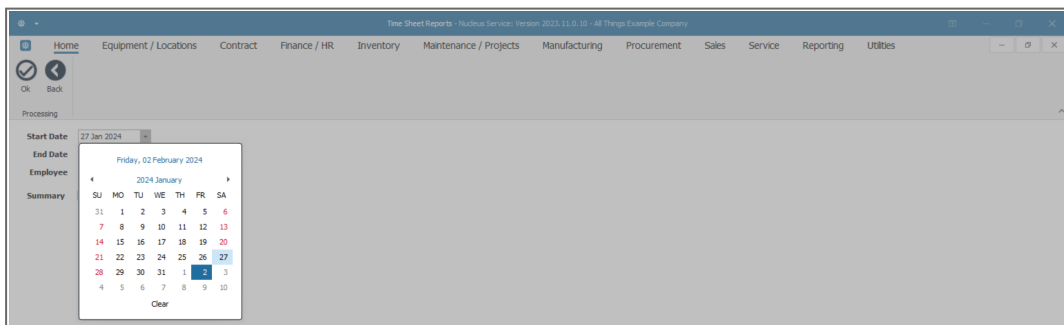 Time Sheet Reports - Nucleus Service: Version 2023.11.0.10 - All Things Example Company
Home Equipment / Locations Contract Finance / HR Inventory Maintenance / Projects Manufacturing Procurement Sales Service Reporting Utilities
Ok Back
Processing
Start Date 27 Jan 2024
End Date
Employee
Summary
Friday, 02 February 2024
2024 January
SU MO TU WE TH FR SA
31 1 2 3 4 5 6
7 8 9 10 11 12 13
14 15 16 17 18 19 20
21 22 23 24 25 26 27
28 29 30 31 1 2 3
4 5 6 7 8 9 10
Clear